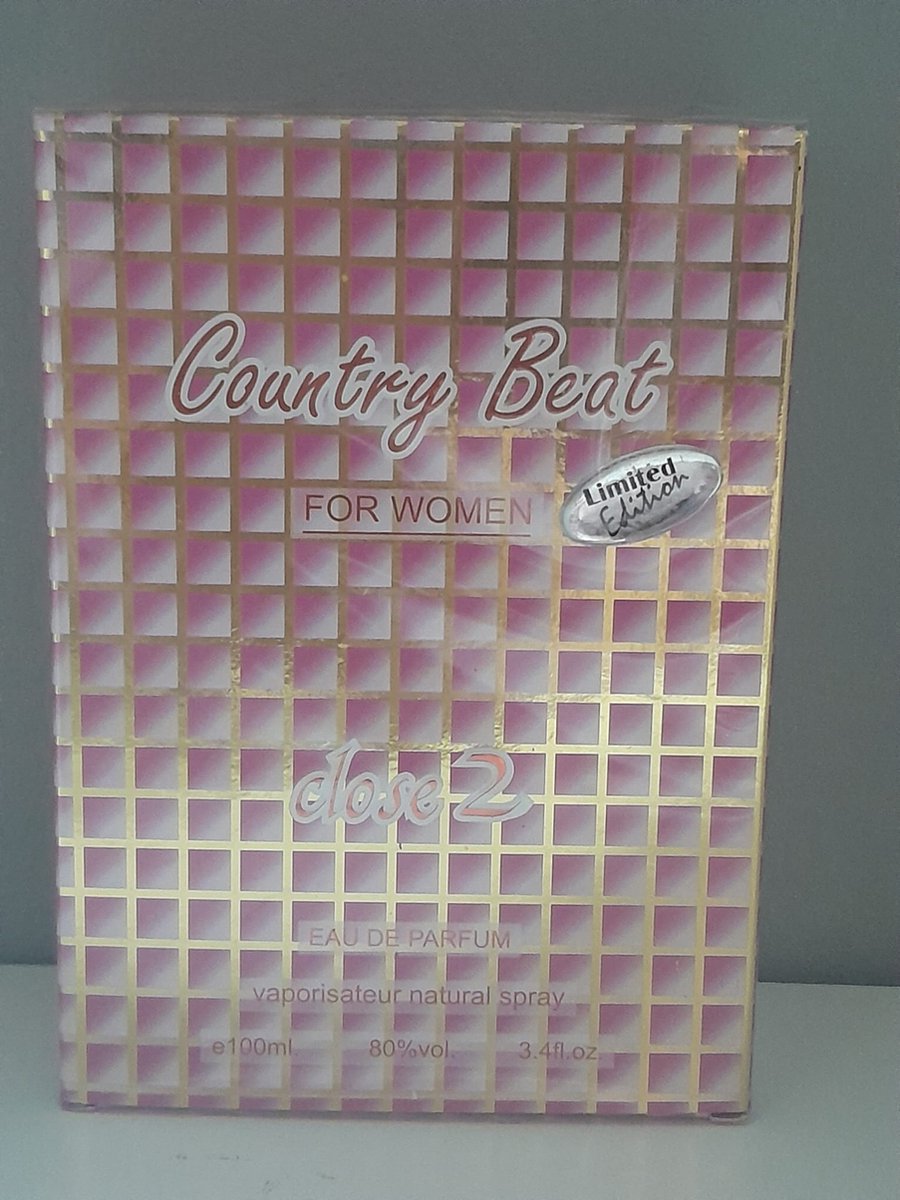 Country Beat
Limited
Edition
FOR WOMEN
close 2
EAU DE PARFUM
vaporisateur natural spray
e100ml. 80%vol. 3.4fl.oz.